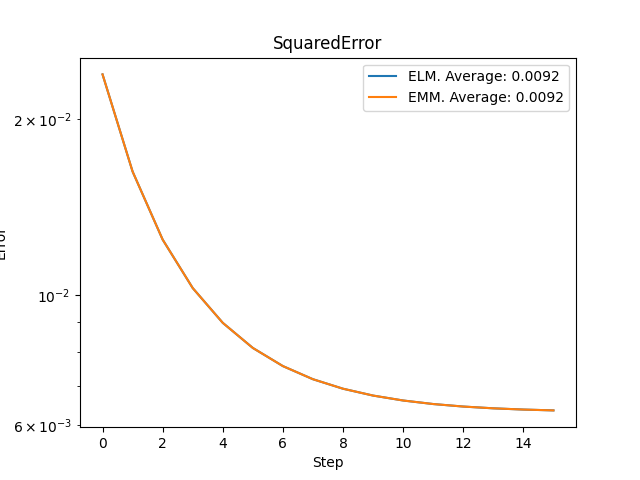 SquaredError
ELM. Average: 0.0092
EMM. Average: 0.0092
2 × 10⁻²
10⁻²
6 × 10⁻³
Error
0 2 4 6 8 10 12 14
Step